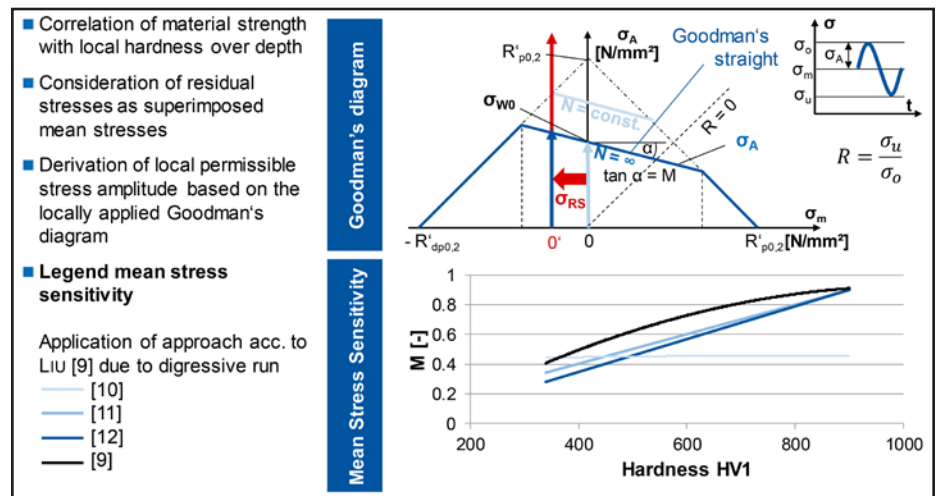 Correlation of material strength
with local hardness over depth
Consideration of residual
stresses as superimposed
mean stresses
Derivation of local permissible
stress amplitude based on the
locally applied Goodman‘s
diagram
Legend mean stress
sensitivity
Application of approach acc. to
LIU [9] due to digressive run
[10]
[11]
[12]
[9]
Goodman’s diagram
σA
[N/mm²]
R‘p0,2
Goodman‘s
straight
σW0
N = const.
R = 0
α
N = ∞
σA
tan α = M
σRS
σm
- R‘dp0,2
0‘
0
R‘p0,2
[N/mm²]
σ
σo
σA
σm
σu
t
R = σu
σo
Mean Stress Sensitivity
M [-]
1
0.8
0.6
0.4
0.2
0
200
400
600
800
1000
Hardness HV1